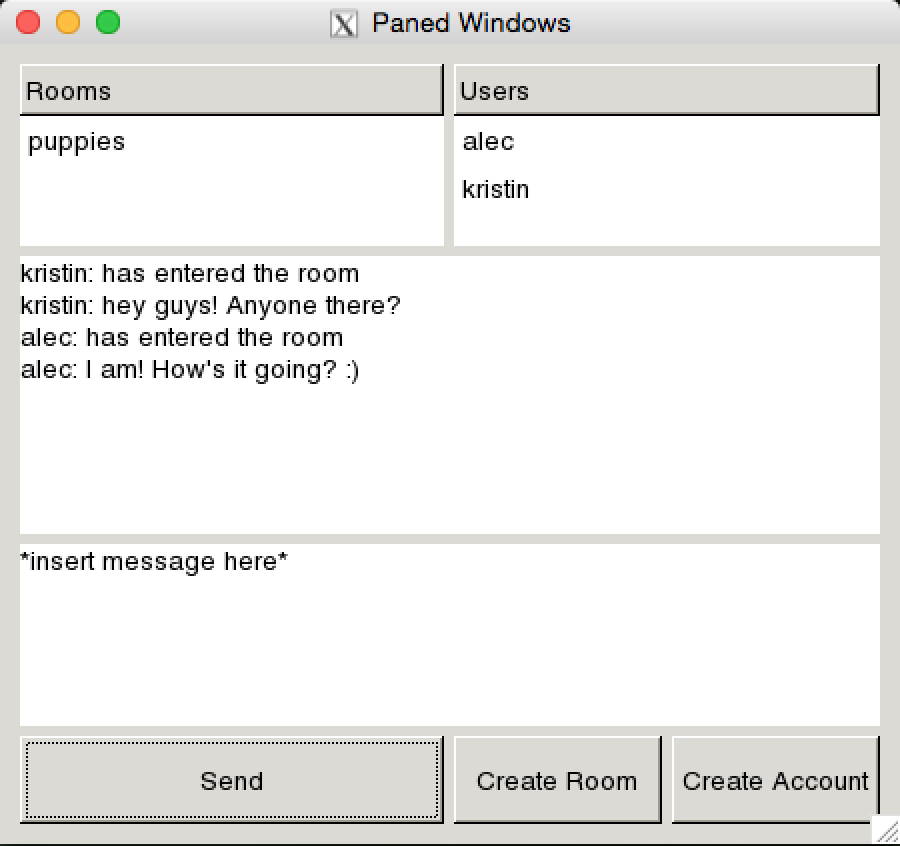 Paned Windows
Rooms
Users
puppies
alec
kristin
kristin: has entered the room
kristin: hey guys! Anyone there?
alec: has entered the room
alec: I am! How's it going? :)
*insert message here*
Send
Create Room
Create Account